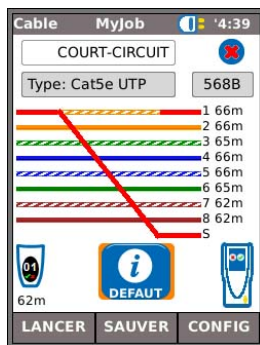 Cable MyJob '4:39
COURT-CIRCUIT
Type: Cat5e UTP 568B
1 66m
2 66m
3 65m
4 66m
5 66m
6 65m
7 62m
8 62m
S
01
i
62m
DEFAUT
LANCER SAUVER CONFIG